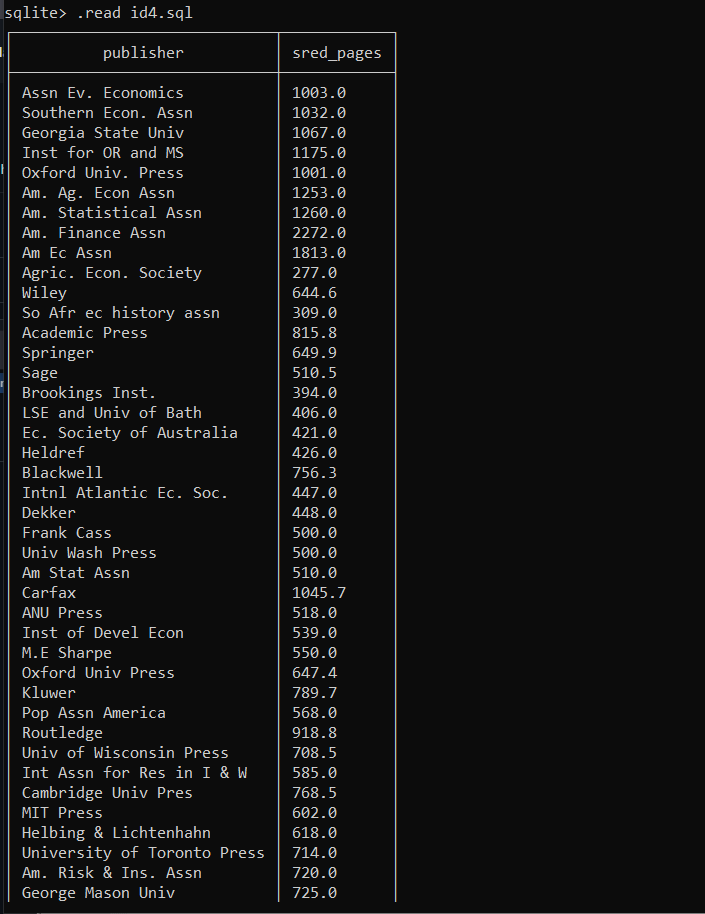 sqlite> .read id4.sql
publisher sred_pages
Assn Ev. Economics 1003.0
Southern Econ. Assn 1032.0
Georgia State Univ 1067.0
Inst for OR and MS 1175.0
Oxford Univ. Press 1001.0
Am. Ag. Econ Assn 1253.0
Am. Statistical Assn 1260.0
Am. Finance Assn 2272.0
Am Ec Assn 1813.0
Agric. Econ. Society 277.0
Wiley 644.6
So Afr ec history assn 309.0
Academic Press 815.8
Springer 649.9
Sage 510.5
Brookings Inst. 394.0
LSE and Univ of Bath 406.0
Ec. Society of Australia 421.0
Heldref 426.0
Blackwell 756.3
Intnl Atlantic Ec. Soc. 447.0
Dekker 448.0
Frank Cass 500.0
Univ Wash Press 500.0
Am Stat Assn 510.0
Carfax 1045.7
ANU Press 518.0
Inst of Devel Econ 539.0
M.E Sharpe 550.0
Oxford Univ Press 647.4
Kluwer 789.7
Pop Assn America 568.0
Routledge 918.8
Univ of Wisconsin Press 708.5
Int Assn for Res in I & W 585.0
Cambridge Univ Pres 768.5
MIT Press 602.0
Helbing & Lichtenhahn 618.0
University of Toronto Press 714.0
Am. Risk & Ins. Assn 720.0
George Mason Univ 725.0